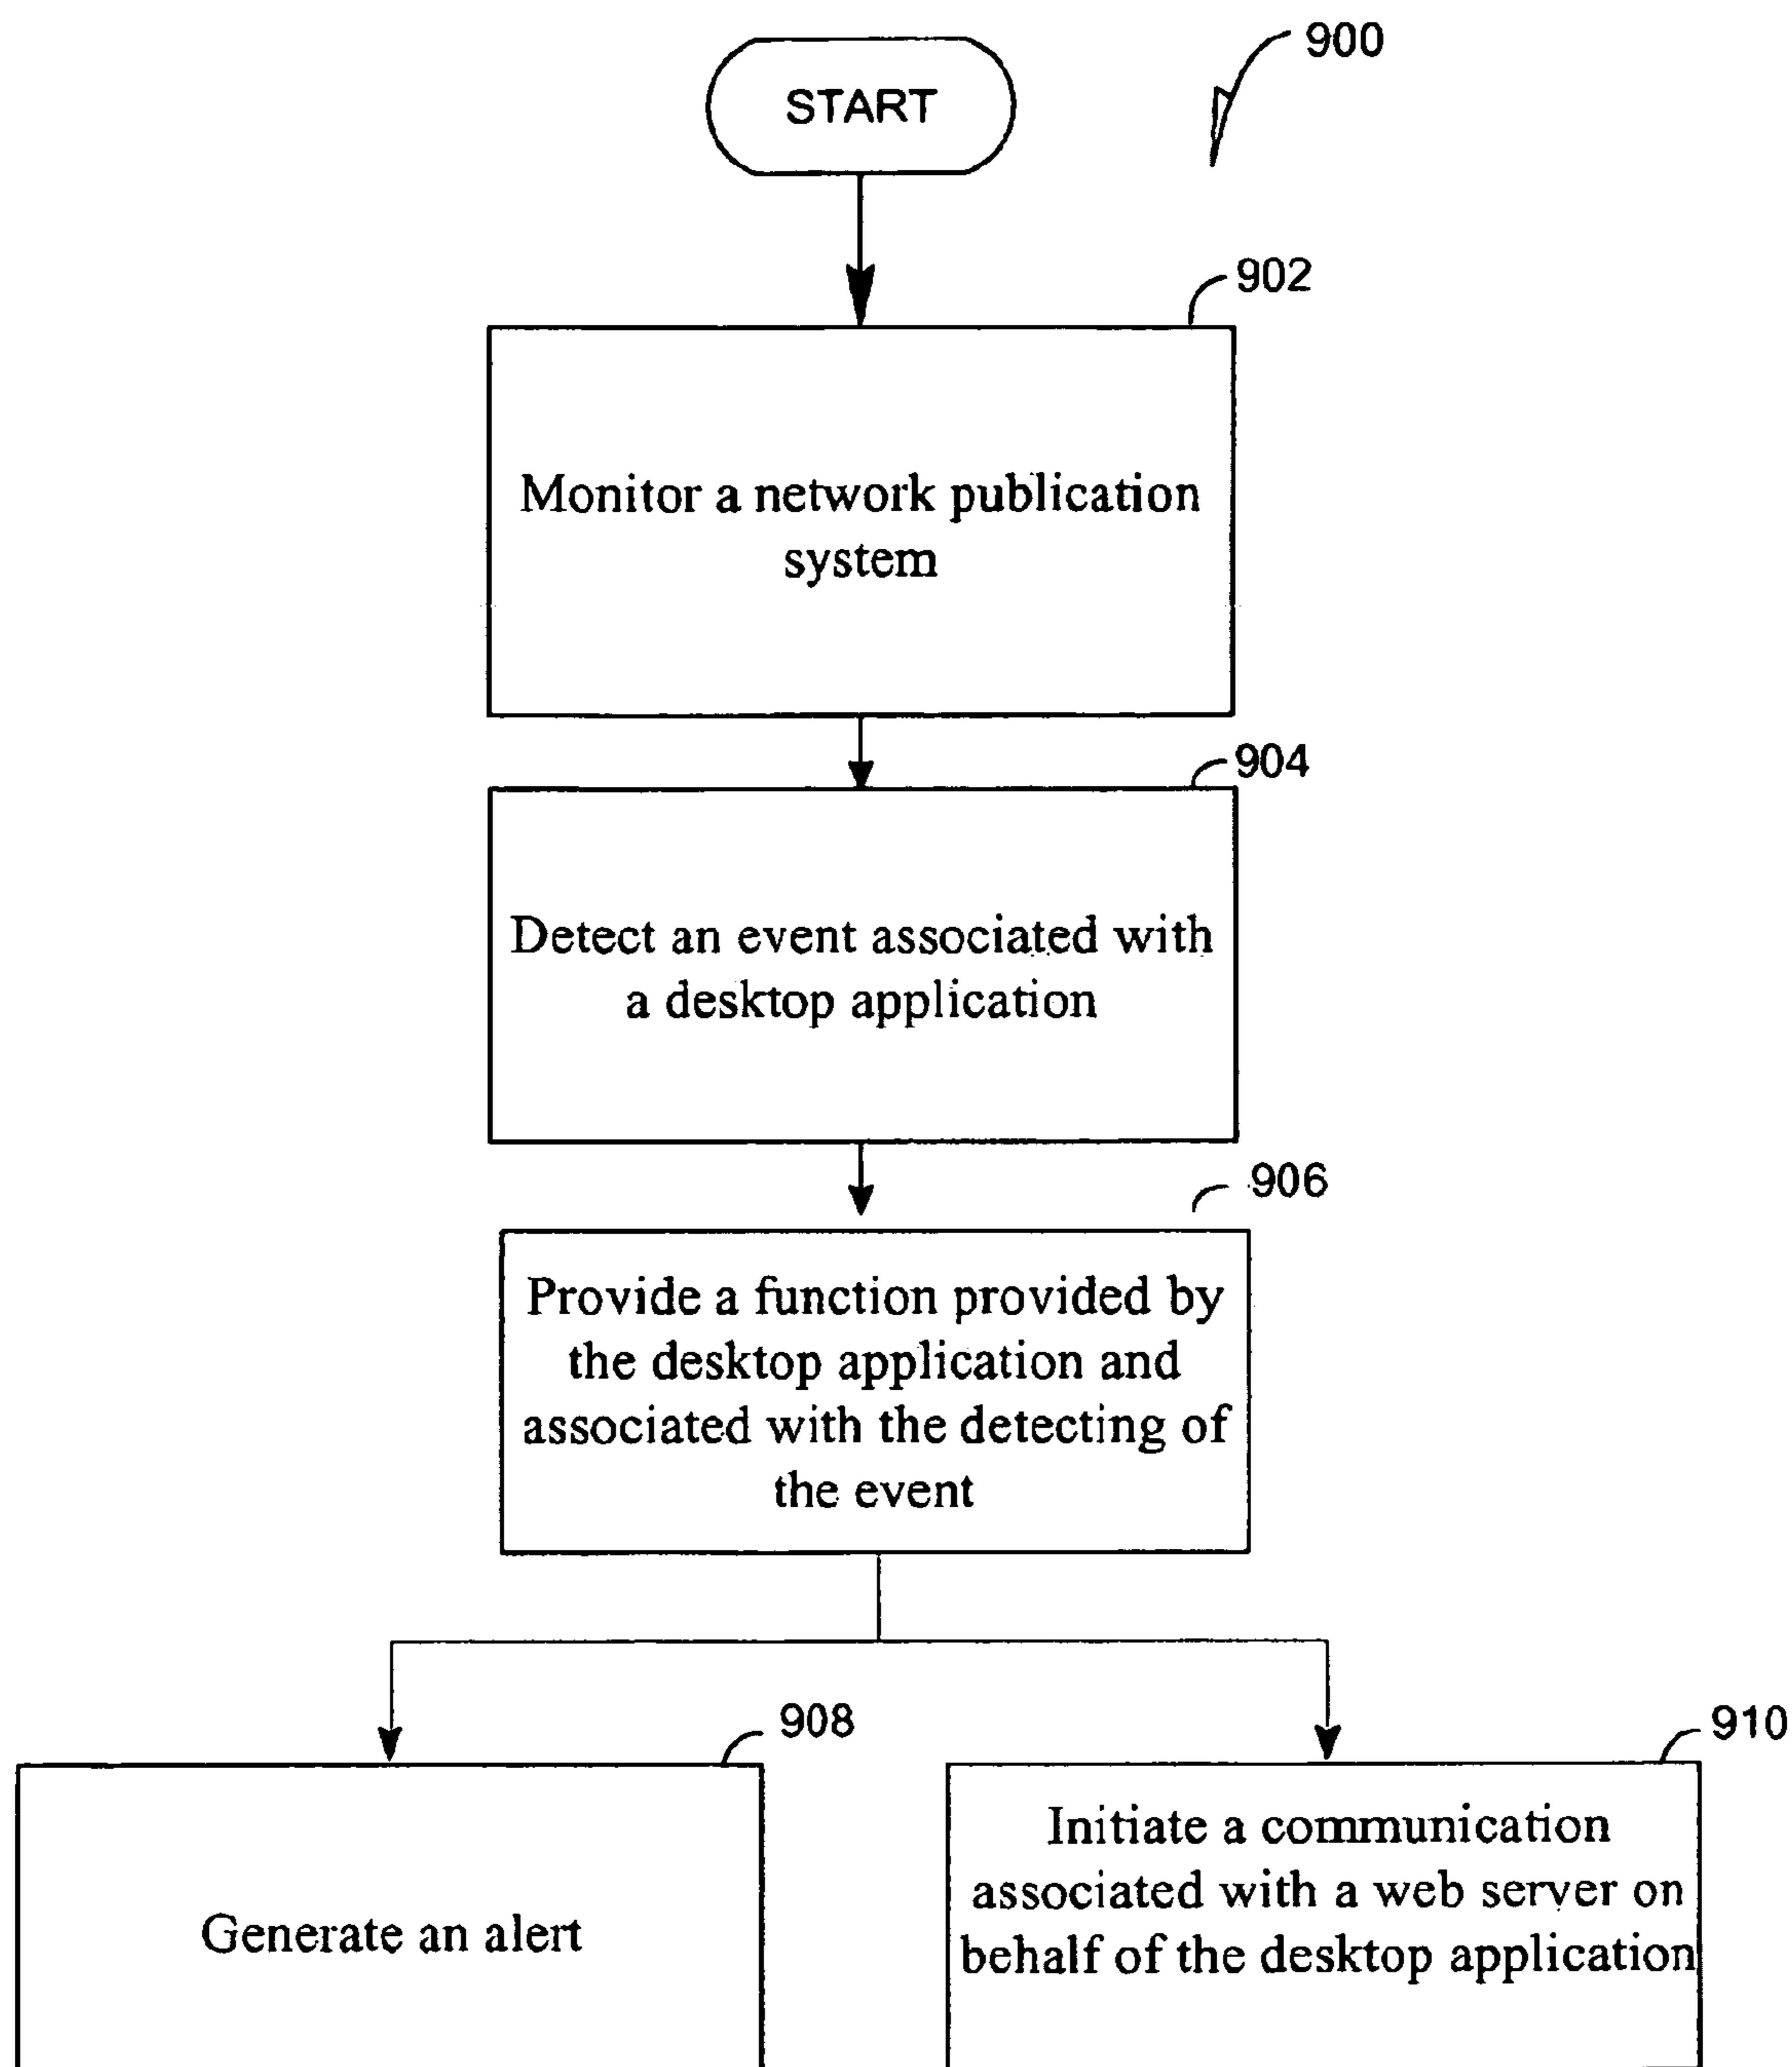 START
900
902
Monitor a network publication
system
904
Detect an event associated with
a desktop application
906
Provide a function provided by
the desktop application and
associated with the detecting of
the event
908
Generate an alert
910
Initiate a communication
associated with a web server on
behalf of the desktop application